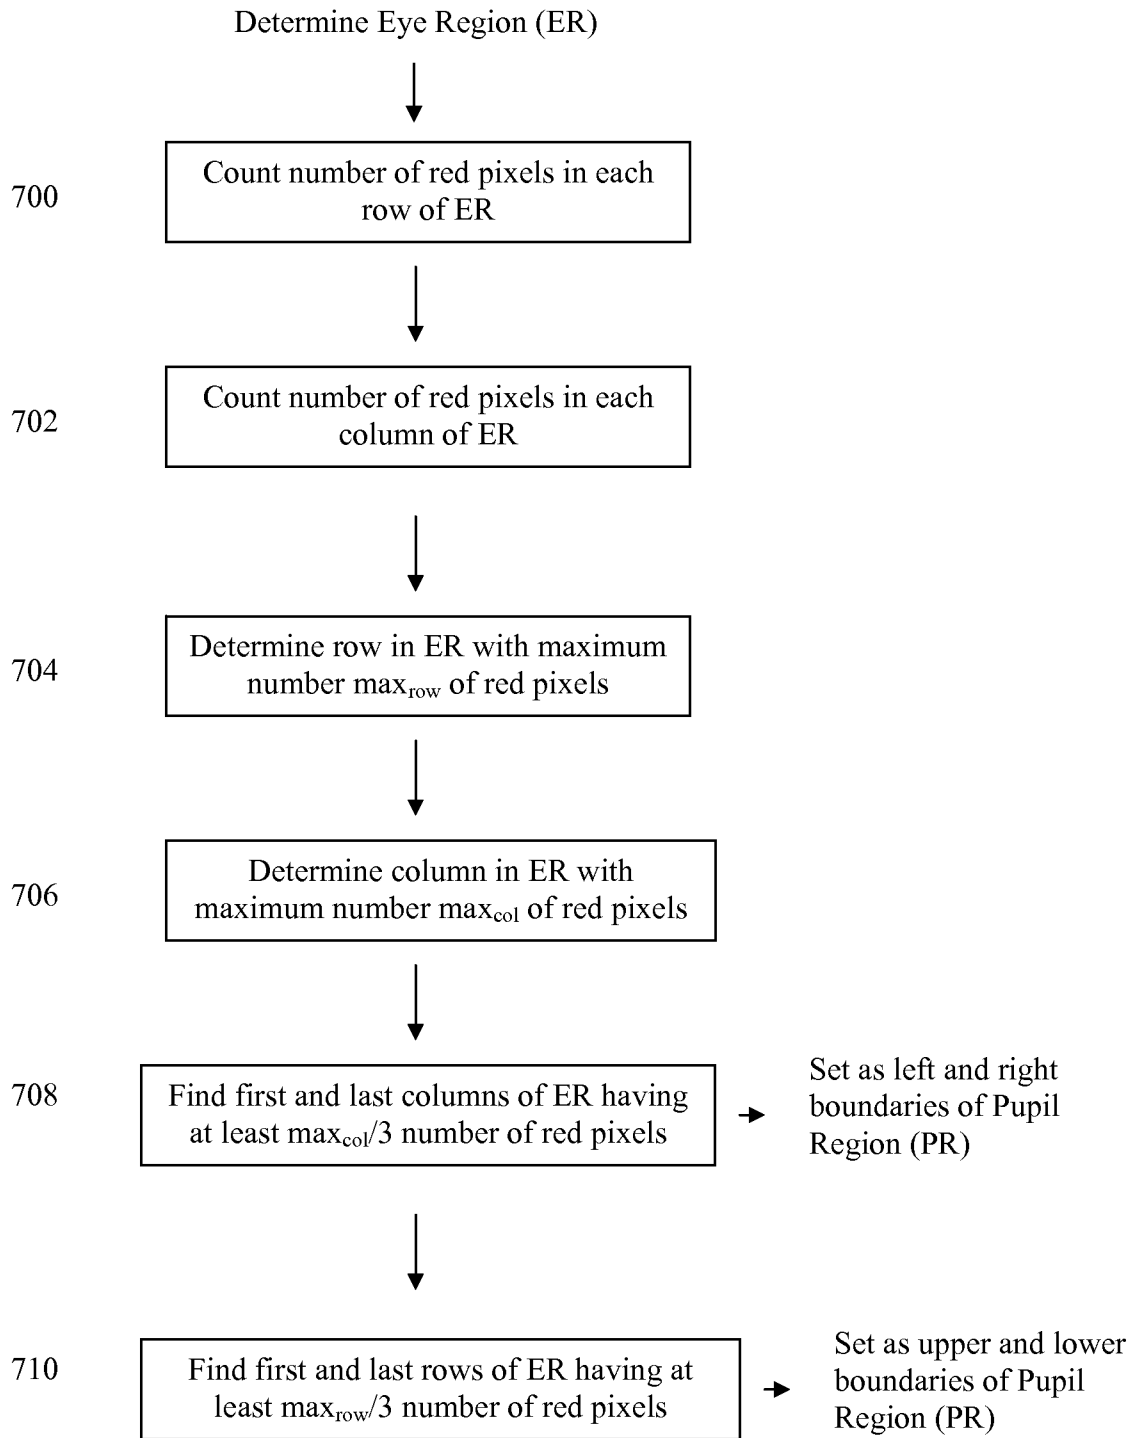 Determine Eye Region (ER)
700
Count number of red pixels in each
row of ER
702
Count number of red pixels in each
column of ER
704
Determine row in ER with maximum
number max_row of red pixels
706
Determine column in ER with
maximum number max_col of red pixels
708
Find first and last columns of ER having
at least max_col/3 number of red pixels
Set as left and right
boundaries of Pupil
Region (PR)
710
Find first and last rows of ER having at
least max_row/3 number of red pixels
Set as upper and lower
boundaries of Pupil
Region (PR)